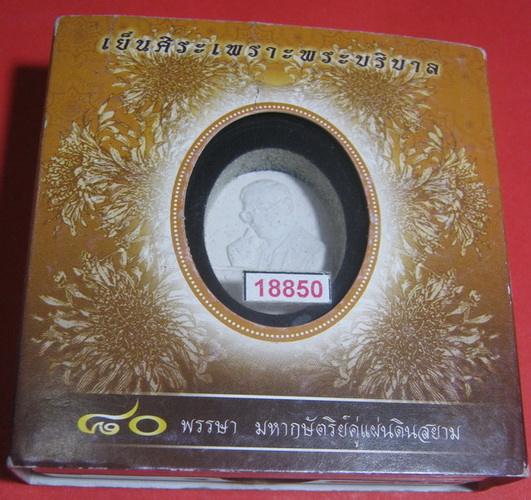 เย็นศิระเพราะพระบริบาล
18850
๘๐ พรรษา มหากษัตริย์คู่แผ่นดินสยาม